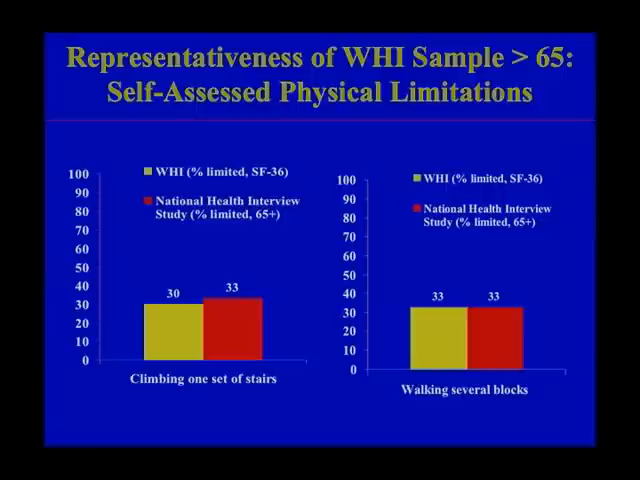 Representativeness of WHI Sample > 65:
Self-Assessed Physical Limitations
WHI (% limited, SF-36)
National Health Interview
Study (% limited, 65+)
100
90
80
70
60
50
40
30
20
10
0
30
33
Climbing one set of stairs
WHI (% limited, SF-36)
National Health Interview
Study (% limited, 65+)
100
90
80
70
60
50
40
30
20
10
0
33
33
Walking several blocks